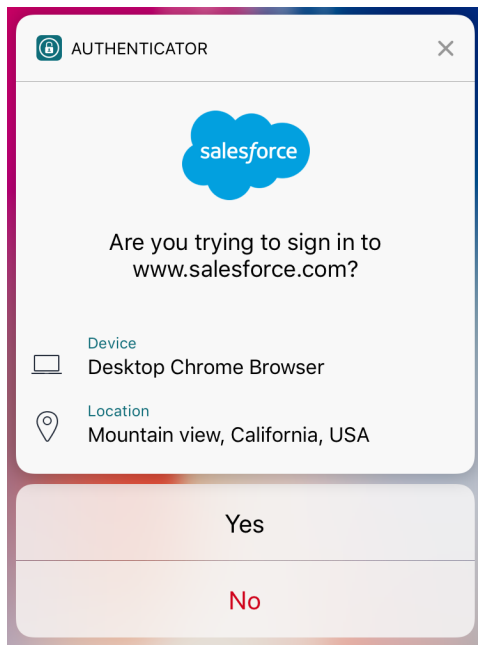 AUTHENTICATOR
salesforce
Are you trying to sign in to
www.salesforce.com?
Device
Desktop Chrome Browser
Location
Mountain view, California, USA
Yes
No